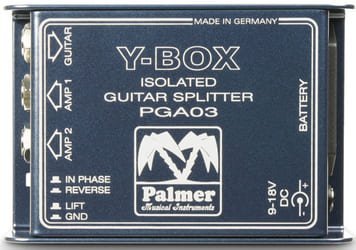 MADE IN GERMANY
GUITAR
AMP 1
AMP 2
Y-BOX
ISOLATED
GUITAR SPLITTER
PGA03
BATTERY
IN PHASE
REVERSE
LIFT
GND
Palmer
Musical Instruments
9-18V
DC